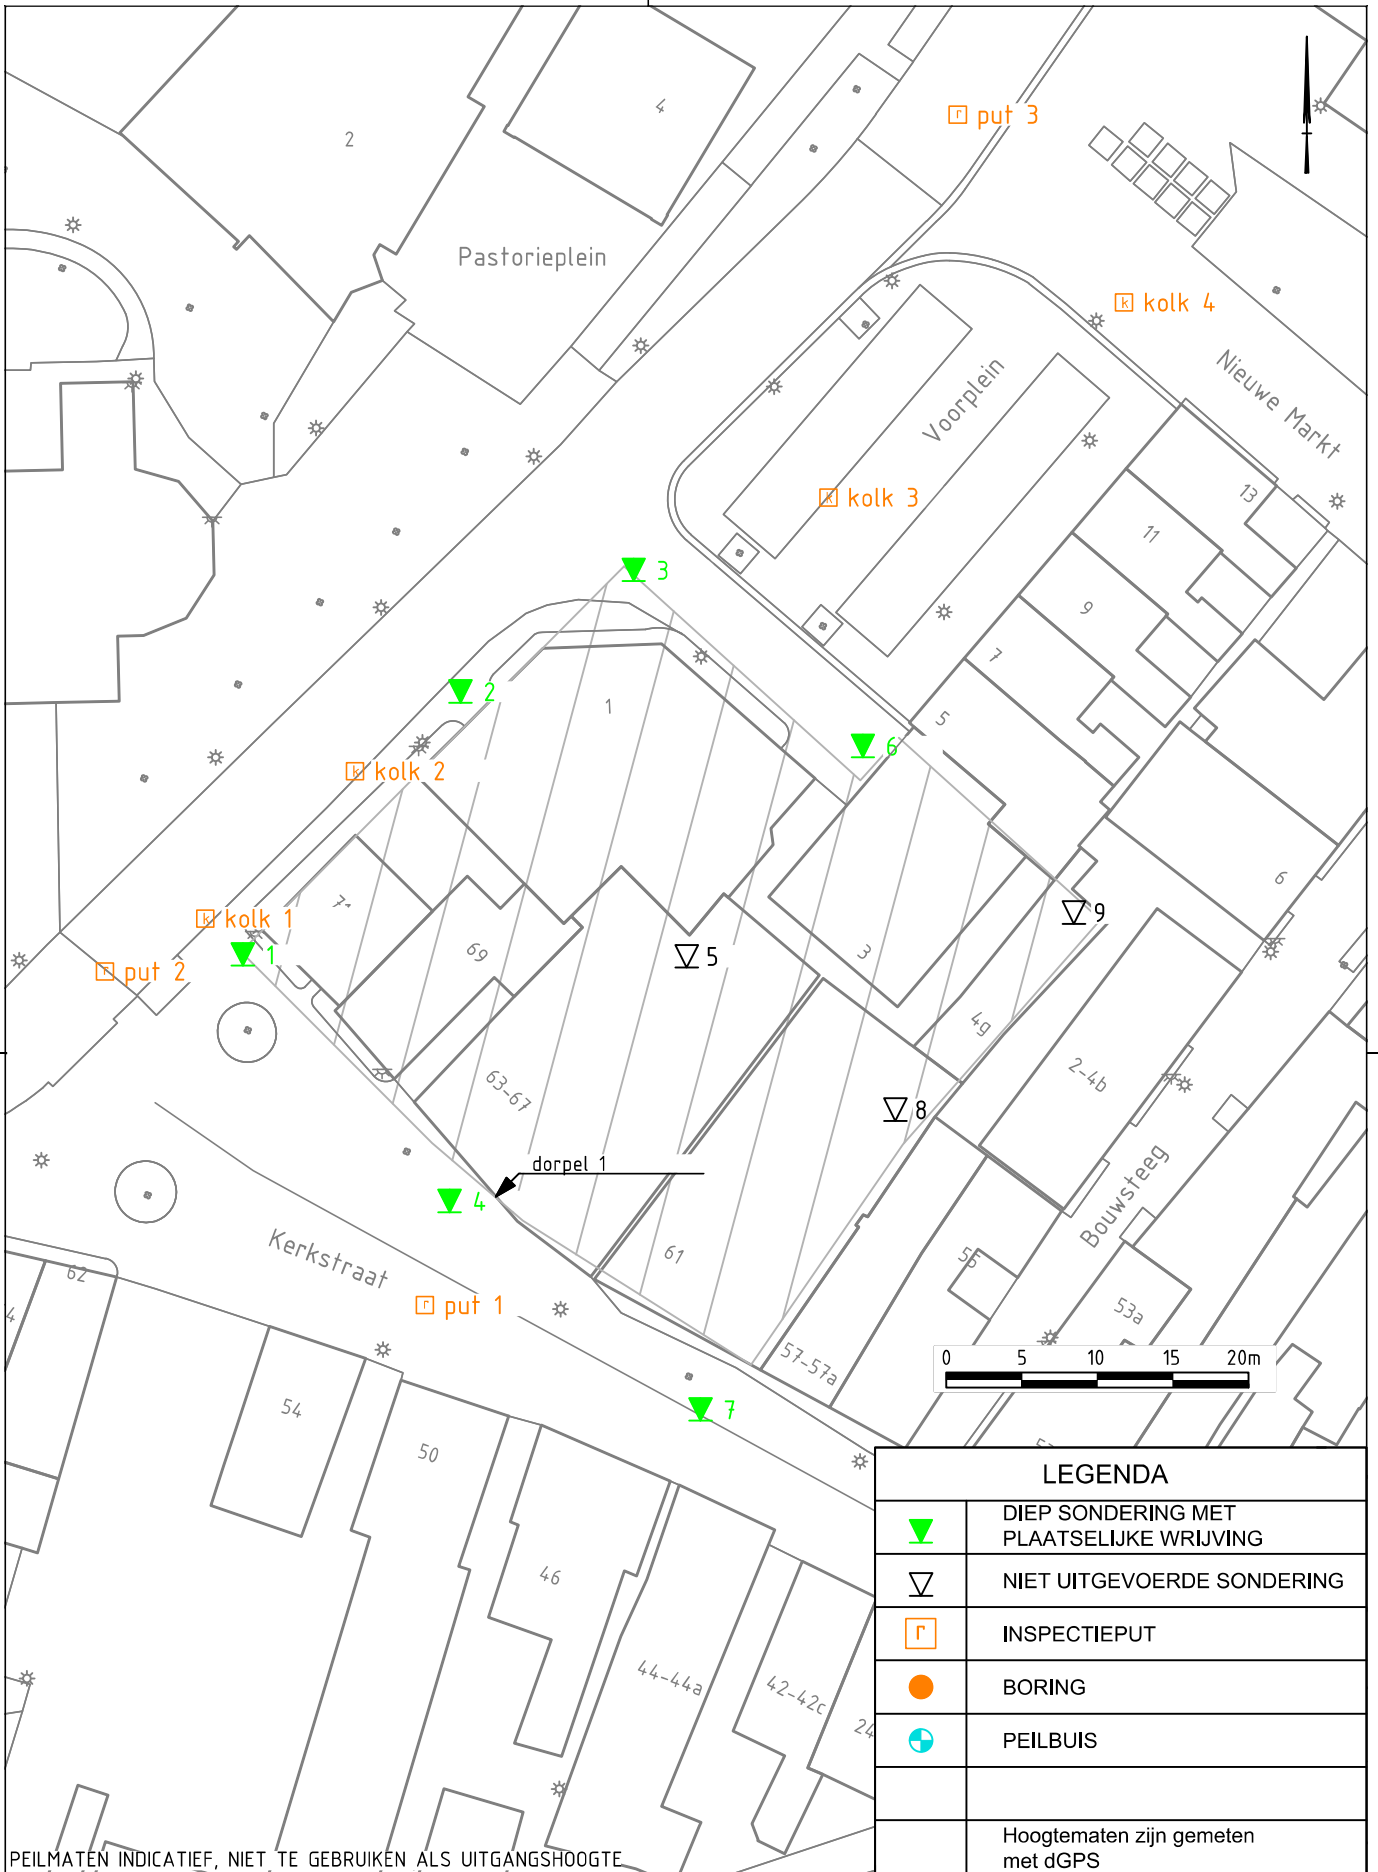 2
4
Pastorieplein
put 3
kolk 4
Nieuwe Markt
Voorplein
kolk 3
13
11
9
7
5
3
2
1
6
kolk 2
6
71
kolk 1
1
put 2
69
5
3
9
4g
2-4b
63-67
8
dorpel 1
4
Bouwsteeg
Kerkstraat
61
55
62
4
put 1
53a
57-57a
0 5 10 15 20m
54
7
50
46
44-44a
42-42c
24
LEGENDA
DIEP SONDERING MET
PLAATSELIJKE WRIJVING
NIET UITGEVOERDE SONDERING
r INSPECTIEPUT
BORING
PEILBUIS
Hoogtematen zijn gemeten
met dGPS
PEILMATEN INDICATIEF, NIET TE GEBRUIKEN ALS UITGANGSHOOGTE